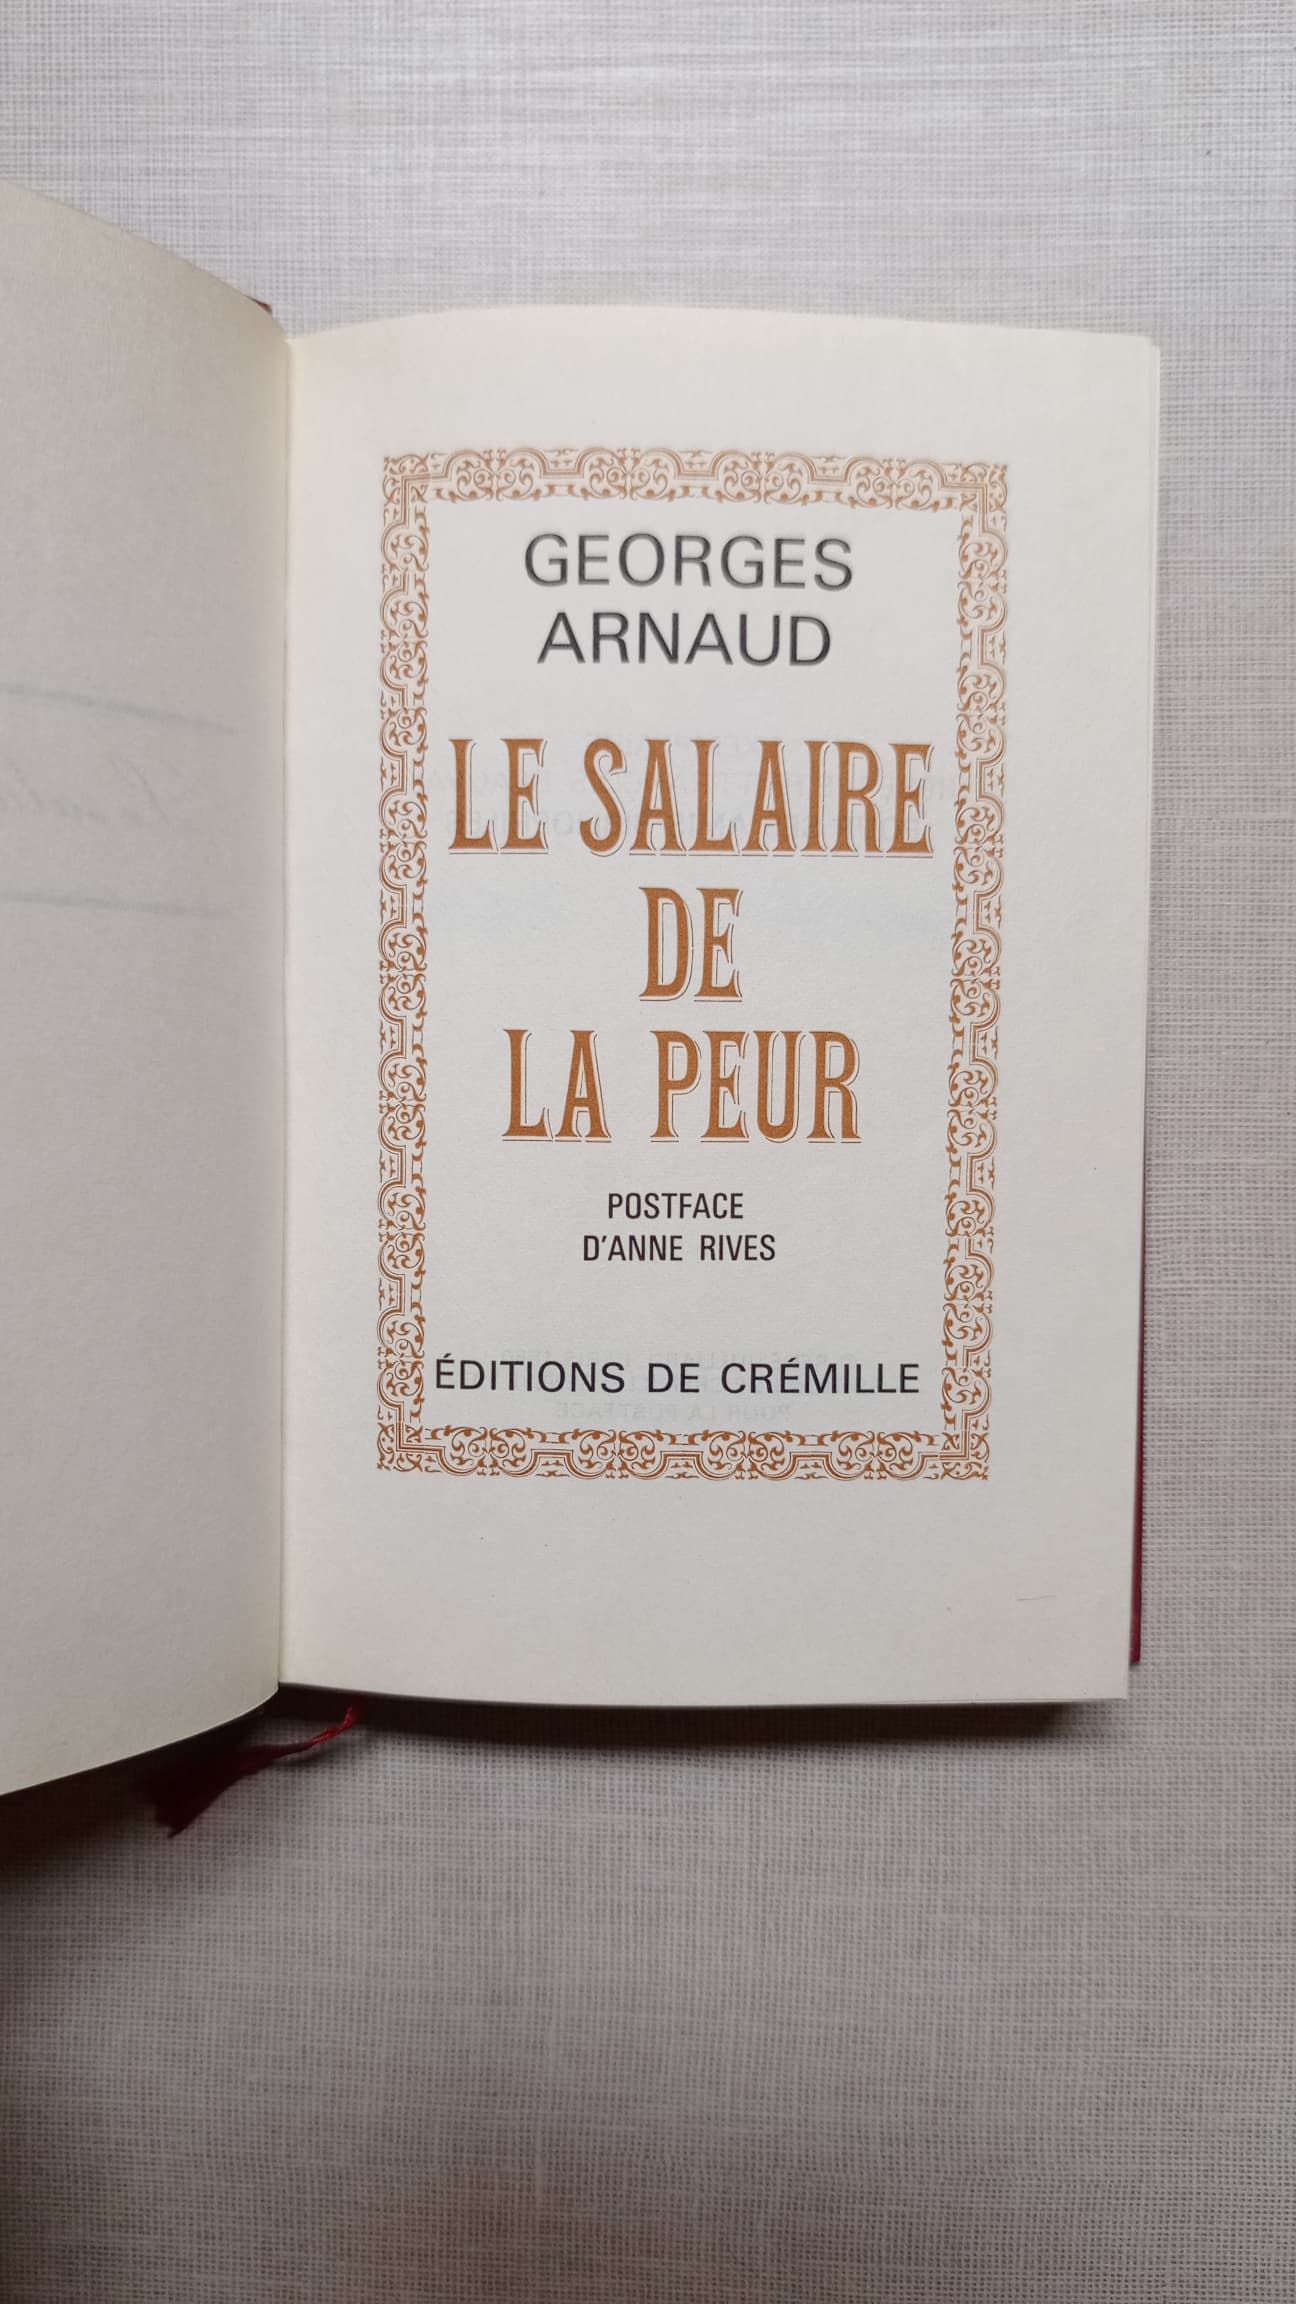 GEORGES
ARNAUD
LE SALAIRE
DE
LA PEUR
POSTFACE
D'ANNE RIVES
ÉDITIONS DE CRÉMILLE